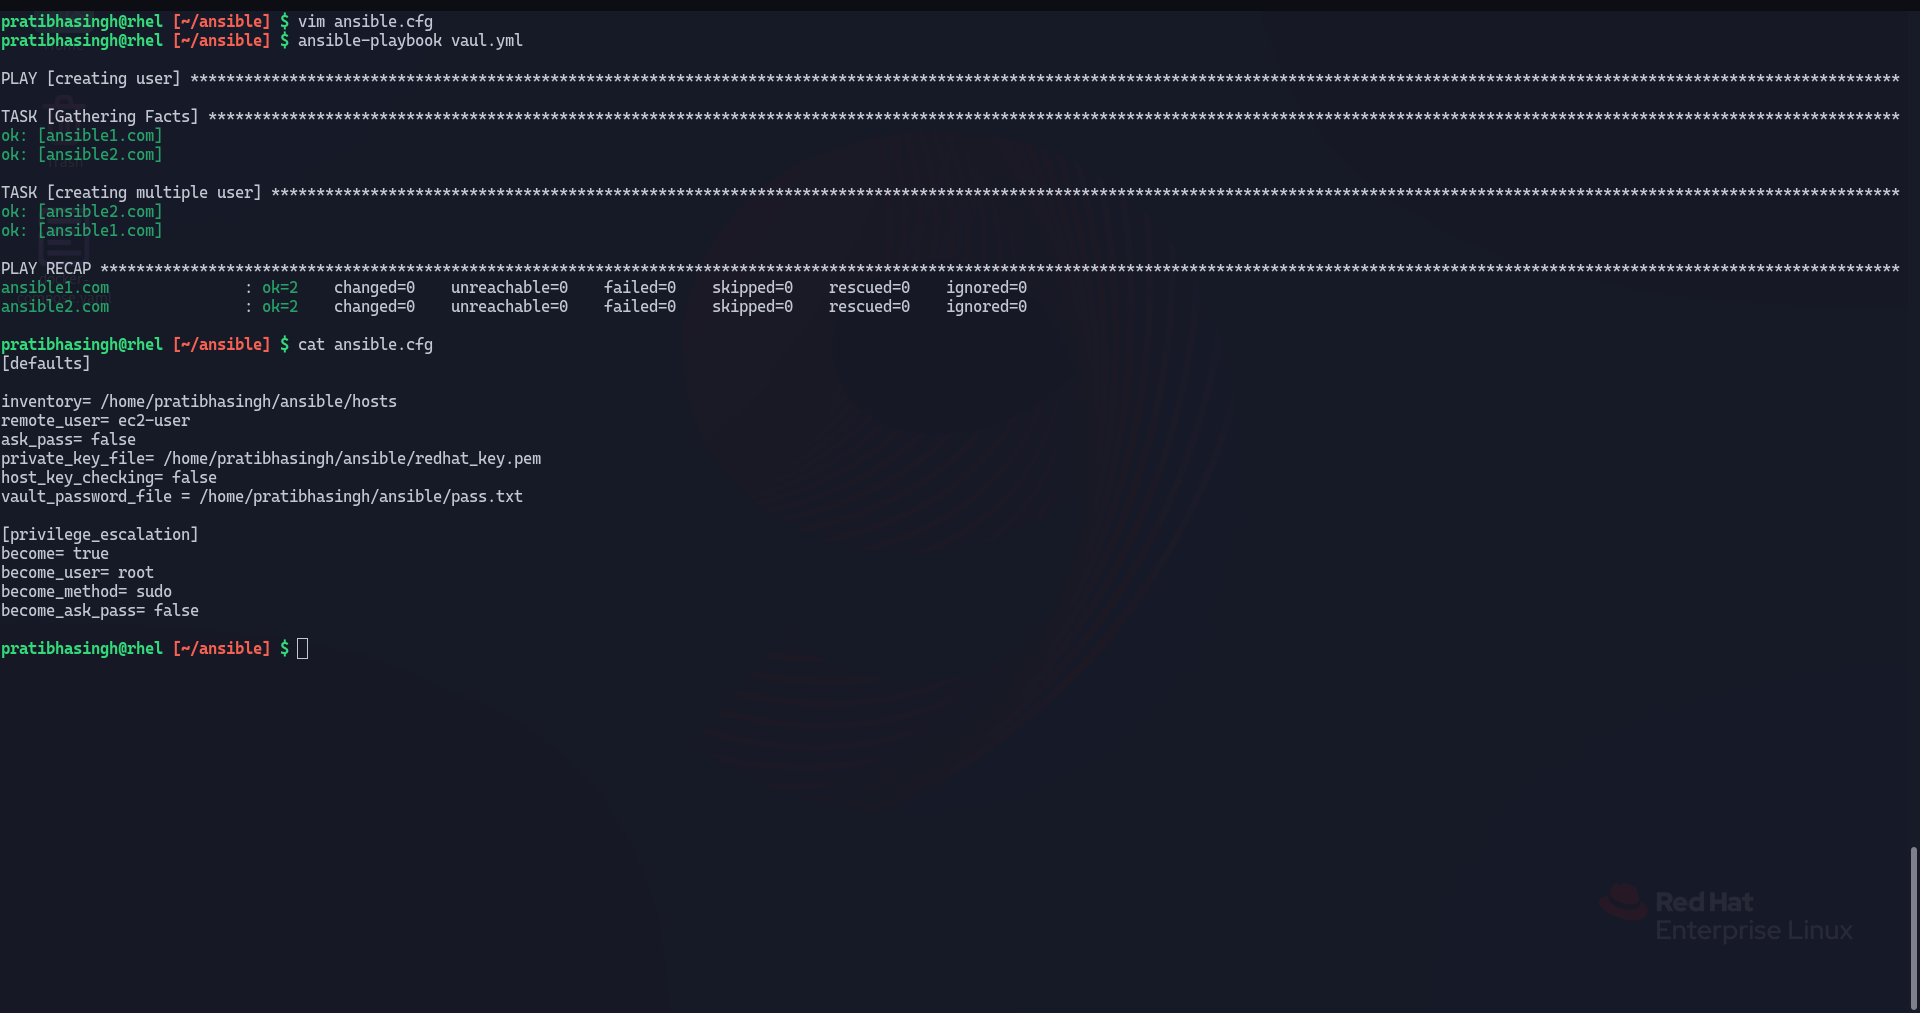 pratibhasingh@rhel [~/ansible] $ vim ansible.cfg
pratibhasingh@rhel [~/ansible] $ ansible-playbook vaul.yml
PLAY [creating user] **********************************************************************************************************************************************************************************************
TASK [Gathering Facts] ********************************************************************************************************************************************************************************************
ok: [ansible1.com]
ok: [ansible2.com]
TASK [creating multiple user] *************************************************************************************************************************************************************************************
ok: [ansible2.com]
ok: [ansible1.com]
PLAY RECAP ********************************************************************************************************************************************************************************************************
ansible1.com               : ok=2    changed=0    unreachable=0    failed=0    skipped=0    rescued=0    ignored=0
ansible2.com               : ok=2    changed=0    unreachable=0    failed=0    skipped=0    rescued=0    ignored=0
pratibhasingh@rhel [~/ansible] $ cat ansible.cfg
[defaults]
inventory= /home/pratibhasingh/ansible/hosts
remote_user= ec2-user
ask_pass= false
private_key_file= /home/pratibhasingh/ansible/redhat_key.pem
host_key_checking= false
vault_password_file = /home/pratibhasingh/ansible/pass.txt
[privilege_escalation]
become= true
become_user= root
become_method= sudo
become_ask_pass= false
pratibhasingh@rhel [~/ansible] $
Red Hat
Enterprise Linux